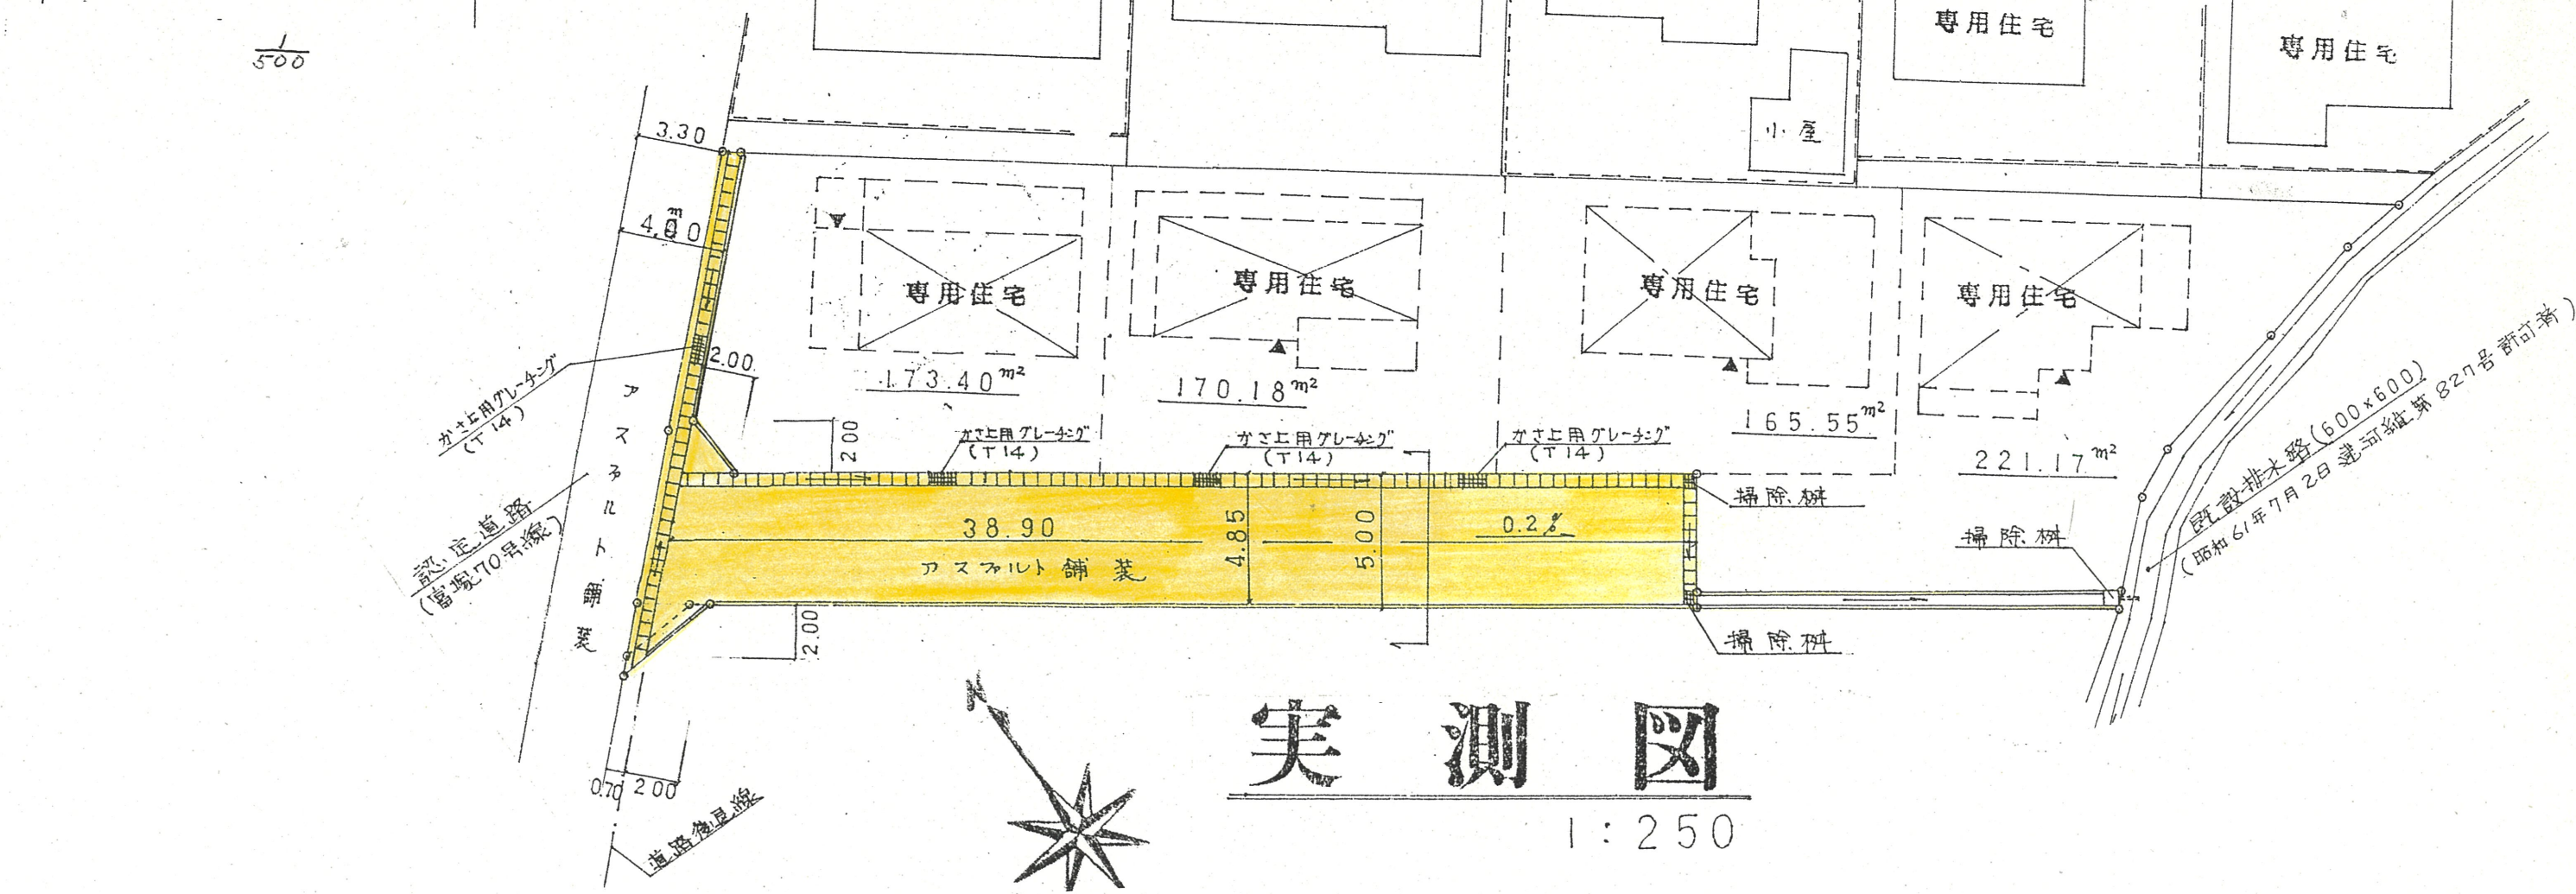 1/500
専用住宅
専用住宅
小屋
3.30
4.00
m
専用住宅
専用住宅
専用住宅
専用住宅
2.00
173.40m²
170.18m²
165.55m²
221.17m²
かさ上用グレーチング
(T14)
2.00
かさ上用グレーチング
(T14)
かさ上用グレーチング
(T14)
かさ上用グレーチング
(T14)
アスファルト舗装
認定道路
(富塚70号線)
38.90
4.85
5.00
0.2%
アスファルト舗装
掃除桝
掃除桝
掃除桝
既設排水路(600×600)
(昭和61年7月2日 第827号許可済)
2.00
0.70
2.00
道路後退線
N
実測図
1:250